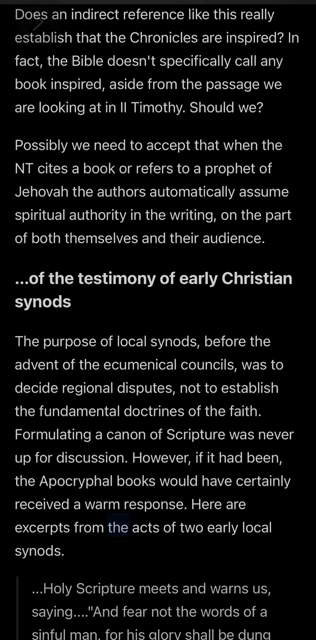 Does an indirect reference like this really
establish that the Chronicles are inspired? In
fact, the Bible doesn't specifically call any
book inspired, aside from the passage we
are looking at in II Timothy. Should we?
Possibly we need to accept that when the
NT cites a book or refers to a prophet of
Jehovah the authors automatically assume
spiritual authority in the writing, on the part
of both themselves and their audience.
...of the testimony of early Christian
synods
The purpose of local synods, before the
advent of the ecumenical councils, was to
decide regional disputes, not to establish
the fundamental doctrines of the faith.
Formulating a canon of Scripture was never
up for discussion. However, if it had been,
the Apocryphal books would have certainly
received a warm response. Here are
excerpts from the acts of two early local
synods.
...Holy Scripture meets and warns us,
saying...."And fear not the words of a
sinful man, for his glory shall be dung